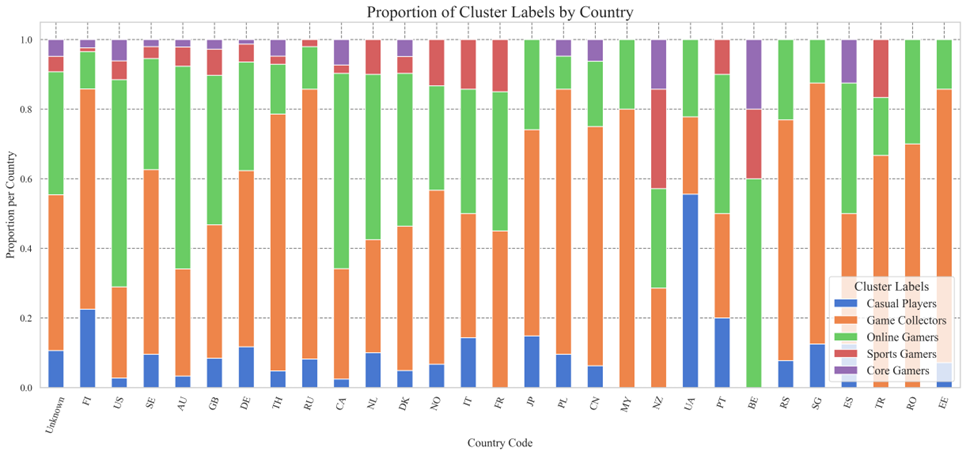 Proportion of Cluster Labels by Country
Proportion per Country
1.0
0.8
0.6
0.4
0.2
0.0
Cluster Labels
Casual Players
Game Collectors
Online Gamers
Sports Gamers
Core Gamers
Unknown FI US SE AU GB DE TH RU CA NL DK NO IT FR JP PL CN MY NZ UA PT BE RS SG ES TR RO EE
Country Code